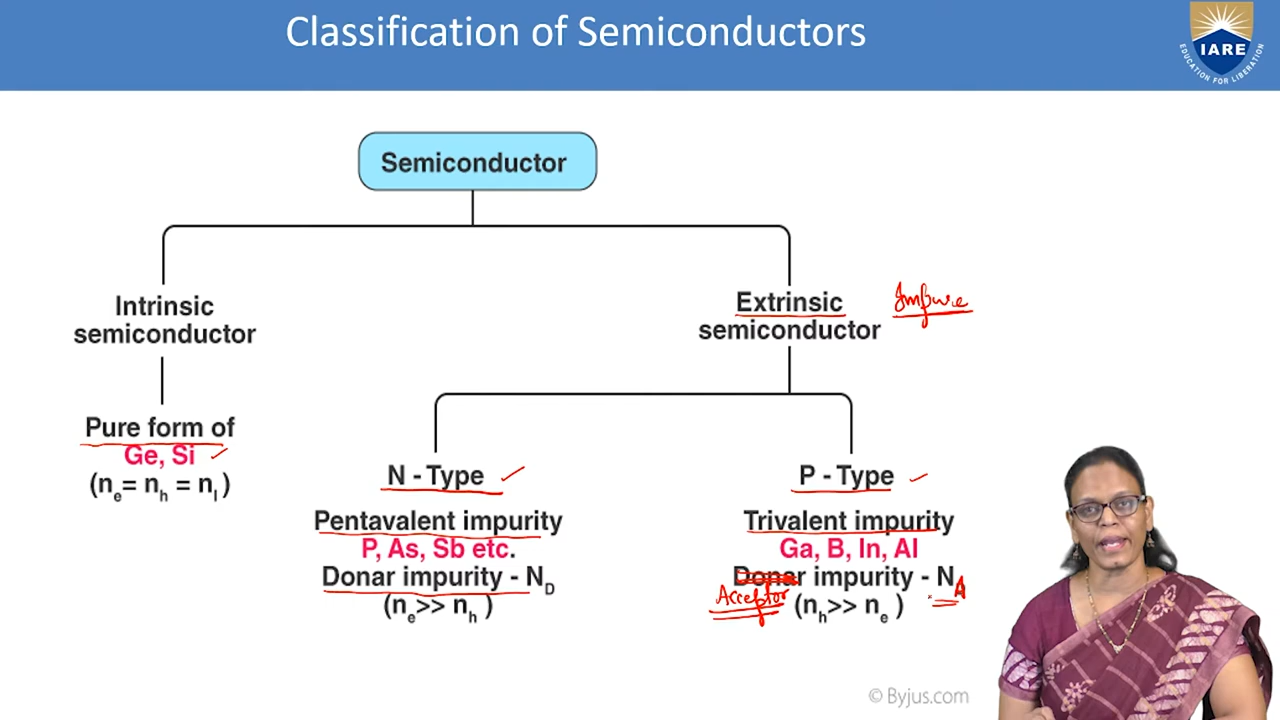 Classification of Semiconductors
IARE
EDUCATION FOR LIBERATION
Semiconductor
Intrinsic
semiconductor
Extrinsic
semiconductor
Impure
Pure form of
Ge, Si
(ne= nh = nI)
N - Type
Pentavalent impurity
P, As, Sb etc.
Donar impurity - ND
(ne>> nh )
P - Type
Trivalent impurity
Ga, B, In, Al
Donar impurity - NA
Acceptor
(nh>> ne )
© Byjus.com